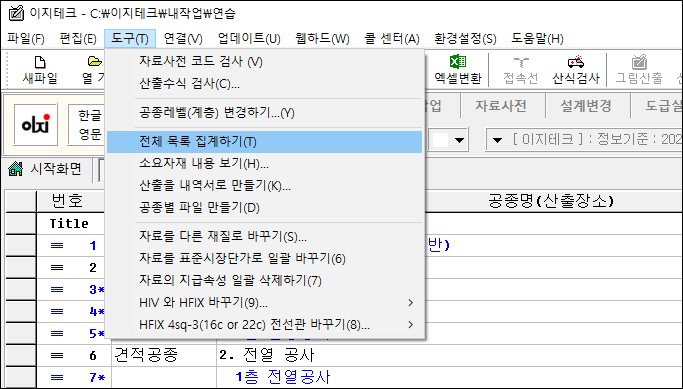 이지테크 - C:\이지테크\내작업\연습
파일(F) 편집(E) 도구(T) 연결(V) 업데이트(U) 웹하드(W) 콜 센터(A) 환경설정(S) 도움말(H)
새파일 열 기 엑셀변환 접속선 산식검사 그림산출
자료사전 코드 검사 (V)
산출수식 검사(C)...
공종레벨(계층) 변경하기...(Y)
전체 목록 집계하기(T)
소요자재 내용 보기(H)...
산출을 내역서로 만들기(K)...
공종별 파일 만들기(D)
자료를 다른 재질로 바꾸기(S)...
자료를 표준시장단가로 일괄 바꾸기(6)
자료의 지급속성 일괄 삭제하기(7)
HIV 와 HFIX 바꾸기(9)...
HFIX 4sq-3(16c or 22c) 전선관 바꾸기(8)...
한글
영문
업 자료사전 설계변경 도급실
[ 이지테크 ] : 정보기준 : 202
시작화면
번호 공종명(산출장소)
Title
1 반)
2
3*
4*
5*
6 견적공종 2. 전열 공사
7* 1층 전열공사